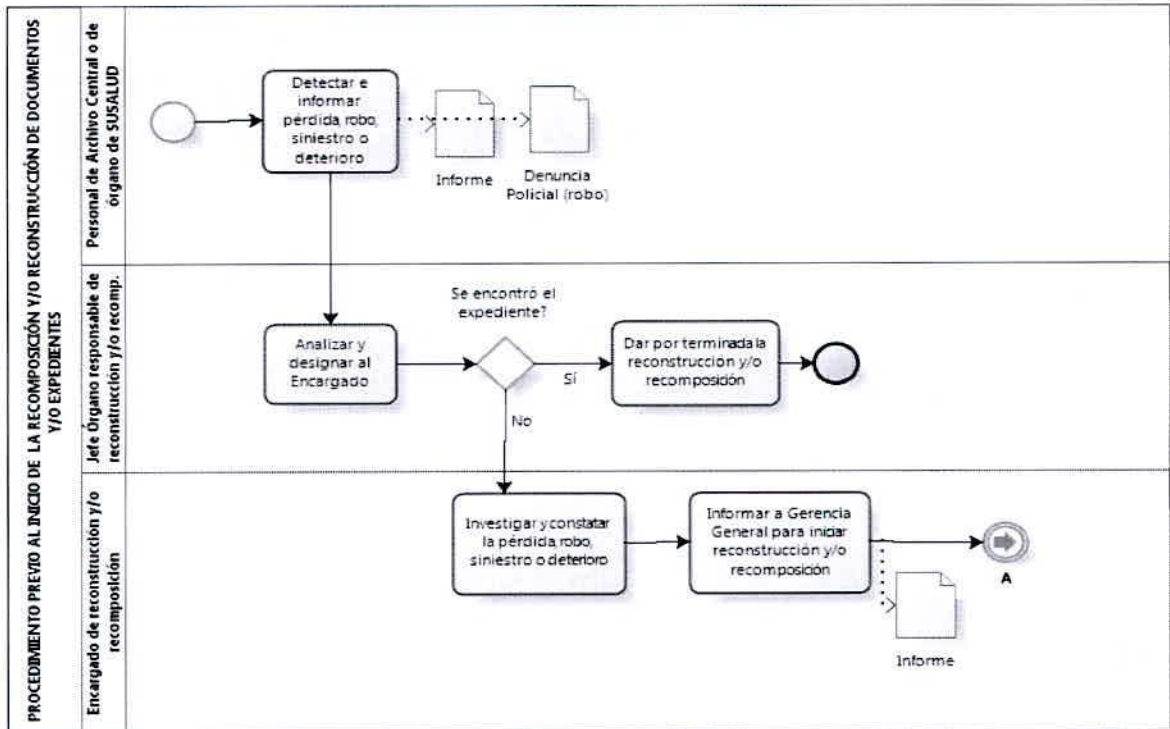 PROCEDIMIENTO PREVIO AL INICIO DE LA RECOMPOSICIÓN Y/O RECONSTRUCCIÓN DE DOCUMENTOS
Y/O EXPEDIENTES
Personal de Archivo Central o de
órgano de SUSALUD
Detectar e
informar
pérdida, robo,
siniestro o
deterioro
Informe
Denuncia
Policial (robo)
Jefe Órgano responsable de
reconstrucción y/o recomp.
Analizar y
designar al
Encargado
Se encontró el
expediente?
Sí
No
Dar por terminada la
reconstrucción y/o
recomposición
Encargado de reconstrucción y/o
recomposición
Investigar y constatar
la pérdida, robo,
siniestro o deterioro
Informar a Gerencia
General para iniciar
reconstrucción y/o
recomposición
A
Informe